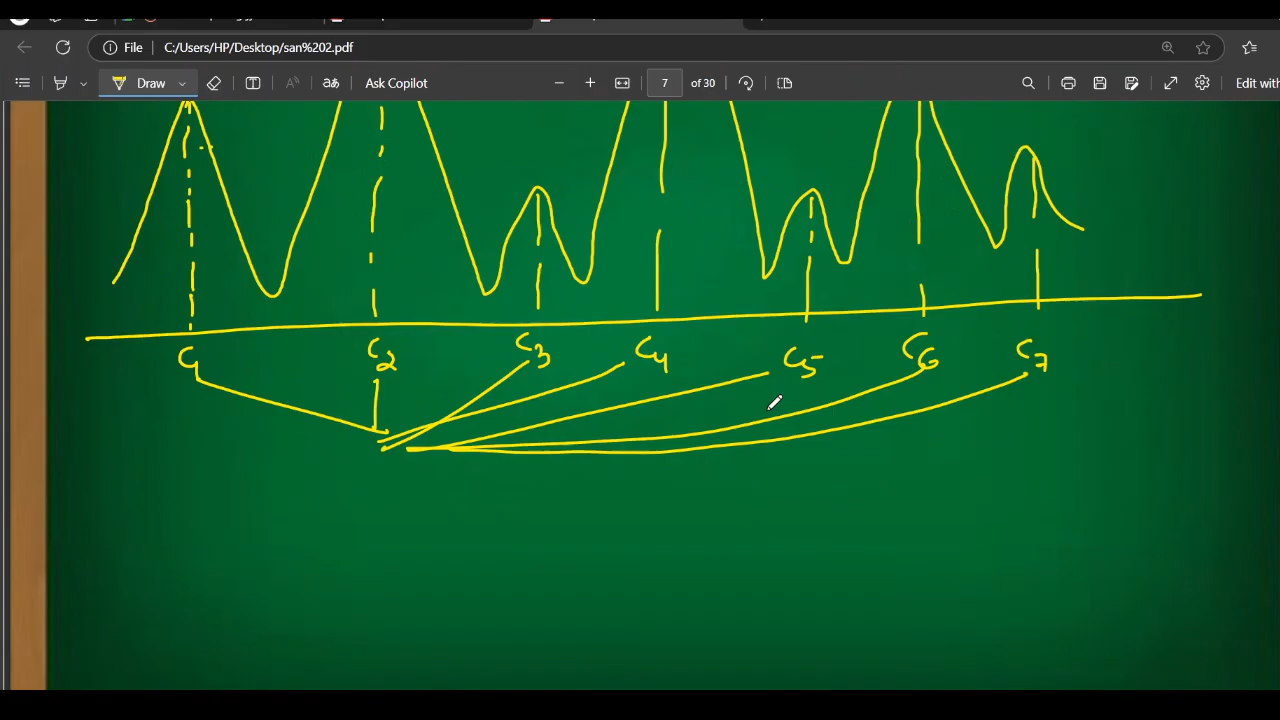 File C:/Users/HP/Desktop/san%202.pdf
Draw Ask Copilot 7 of 30 Edit with
C1 C2 C3 C4 C5 C6 C7